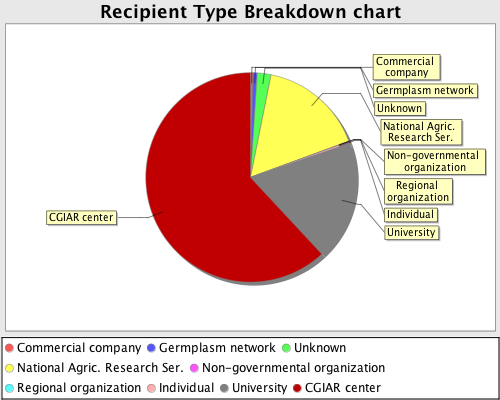 Recipient Type Breakdown chart
Commercial
company
Germplasm network
Unknown
National Agric.
Research Ser.
Non-governmental
organization
Regional
organization
Individual
University
CGIAR center
Commercial company Germplasm network Unknown
National Agric. Research Ser. Non-governmental organization
Regional organization Individual University CGIAR center